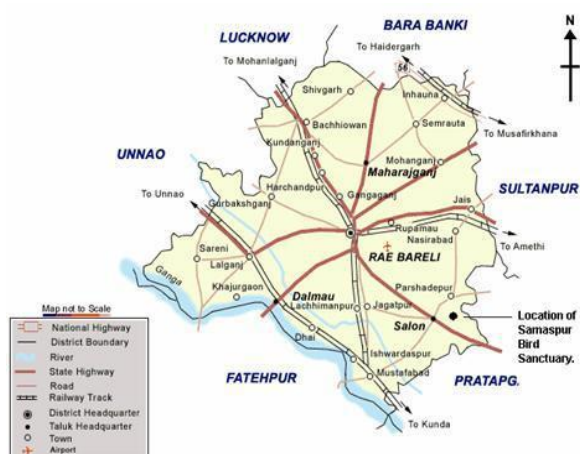 BARA BANKI
LUCKNOW
N
To Haidergarh
To Mohanlalganj
56
Shivgarh
Inhauna
Bachhiowan
Semrauta
To Musafirkhana
Kundanganj
UNNAO
Mohanganj
Maharajganj
SULTANPUR
To Unnao
Harchandpur
Gangaganj
Gurbakshganj
Jais
Rupamau
Nasirabad
To Amethi
Sareni
Lalganj
RAE BARELI
Ganga
Khajurgaon
Dalmau
Parshadepur
Map not to Scale
Lachhimanpur
Jagatpur
Location of
Samaspur
Bird
Sanctuary.
Salon
National Highway
District Boundary
Dhai
River
Ishwardaspur
State Highway
FATEHPUR
Mustafabad
PRATAPG.
Road
Railway Track
District Headquarter
To Kunda
Taluk Headquarter
Town
Airport